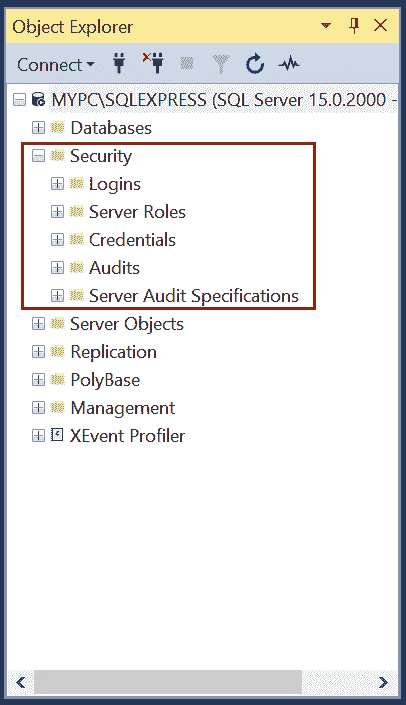 Object Explorer
Connect
MYPC\SQLEXPRESS (SQL Server 15.0.2000 -
Databases
Security
Logins
Server Roles
Credentials
Audits
Server Audit Specifications
Server Objects
Replication
PolyBase
Management
XEvent Profiler